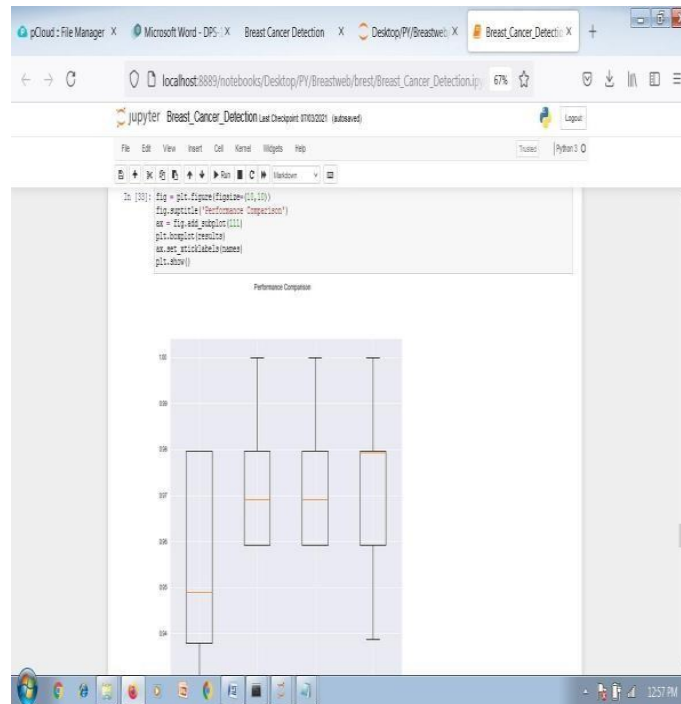 pCloud : File Manager X Microsoft Word - DPS- X Breast Cancer Detection X Desktop/PY/Breastweb/ X Breast_Cancer_Detectio X +
localhost:8889/notebooks/Desktop/PY/Breastweb/brest/Breast_Cancer_Detection.ipy 67%
jupyter Breast_Cancer_Detection Last Checkpoint: 07/03/2021 (autosaved) Logout
File Edit View Insert Cell Kernel Widgets Help Trusted Python 3 O
Run C Markdown
In [38]: fig = plt.figure(figsize=(10,10))
fig.suptitle('Performance Comparison')
ax = fig.add_subplot(111)
plt.boxplot(results)
ax.set_xticklabels(names)
plt.show()
Performance Comparison
1.00
0.99
0.98
0.97
0.96
0.95
0.94
12:57 PM